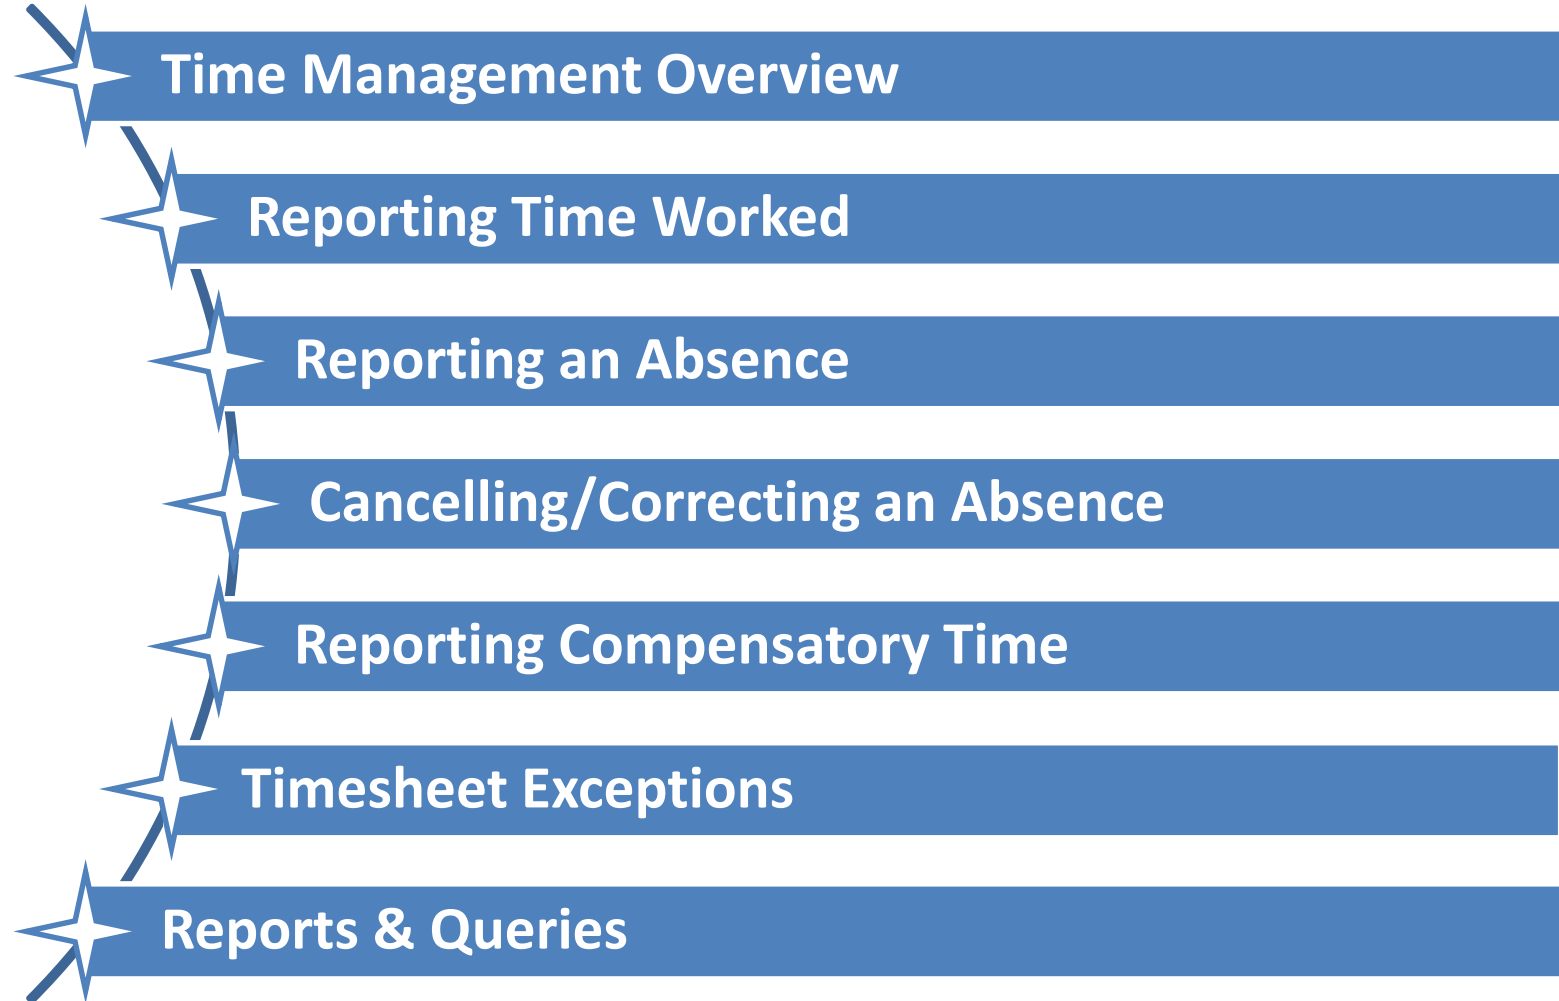 Time Management Overview
Reporting Time Worked
Reporting an Absence
Cancelling/Correcting an Absence
Reporting Compensatory Time
Timesheet Exceptions
Reports & Queries